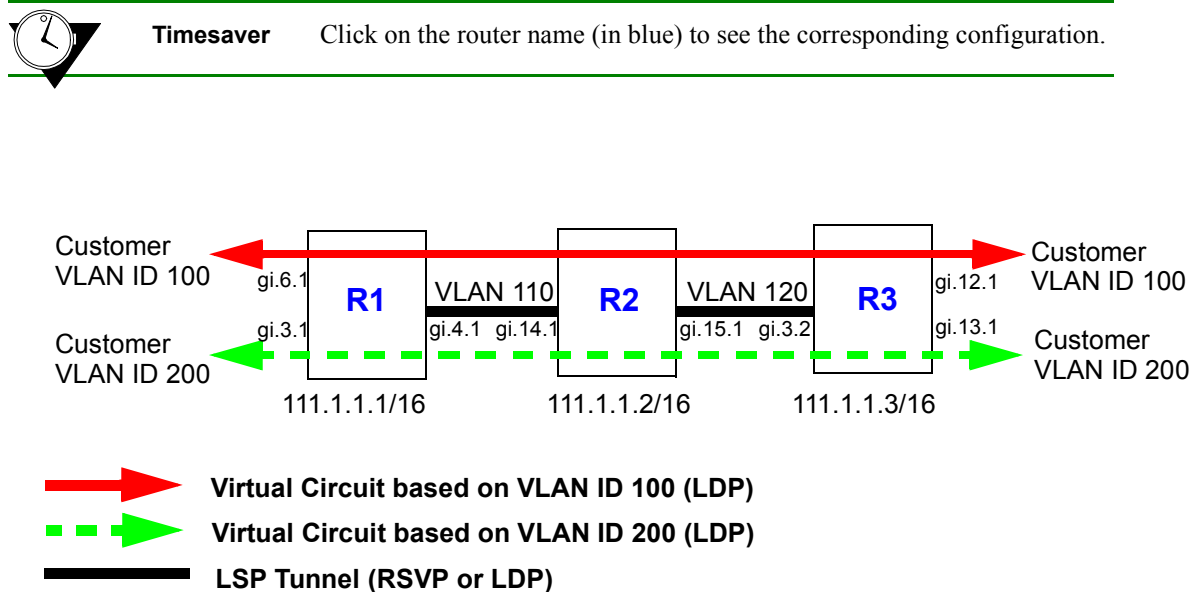 Timesaver Click on the router name (in blue) to see the corresponding configuration.
Customer
VLAN ID 100
Customer
VLAN ID 100
gi.6.1
R1
VLAN 110
R2
VLAN 120
R3
gi.12.1
gi.3.1
gi.4.1 gi.14.1
gi.15.1 gi.3.2
gi.13.1
Customer
VLAN ID 200
Customer
VLAN ID 200
111.1.1.1/16
111.1.1.2/16
111.1.1.3/16
Virtual Circuit based on VLAN ID 100 (LDP)
Virtual Circuit based on VLAN ID 200 (LDP)
LSP Tunnel (RSVP or LDP)